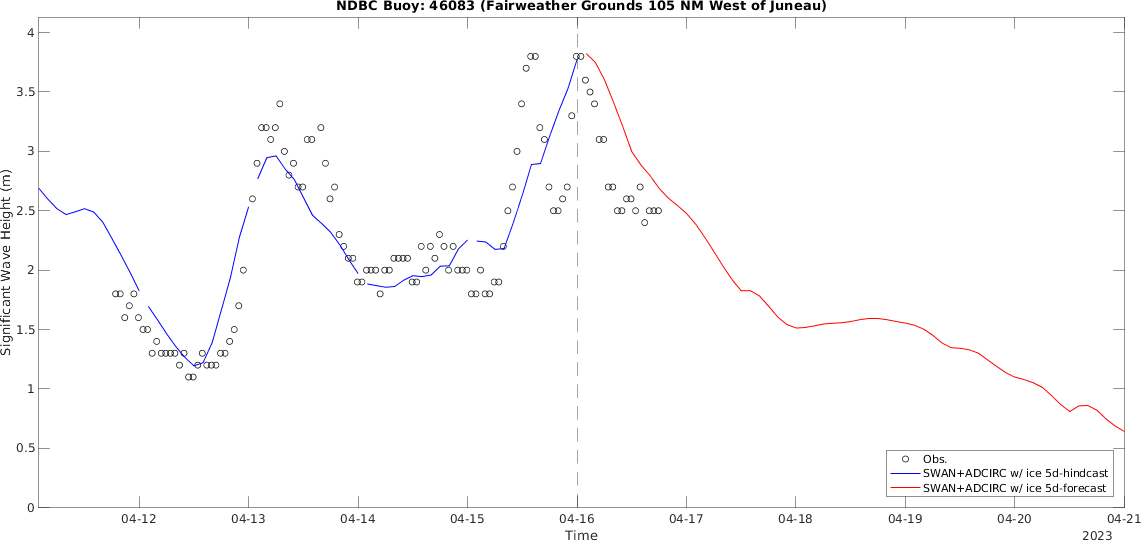 NDBC Buoy: 46083 (Fairweather Grounds 105 NM West of Juneau)
4
3.5
3
2.5
2
1.5
1
0.5
0
Significant Wave Height (m)
Obs.
SWAN+ADCIRC w/ ice 5d-hindcast
SWAN+ADCIRC w/ ice 5d-forecast
04-12 04-13 04-14 04-15 04-16 04-17 04-18 04-19 04-20 04-21
Time
2023